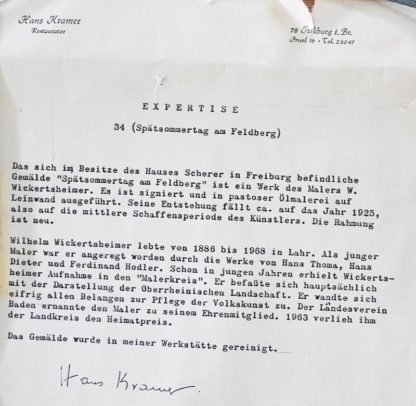 Hans Kramer
Restaurator
78 Freiburg i. Br.
Insel 10 - Tel. 25047
EXPERTISE
34 (Spätsommertag am Feldberg)
Das sich im Besitze des Hauses Scherer in Freiburg befindliche
Gemälde "Spätsommertag am Feldberg" ist ein Werk des Malers W.
Wickertsheimer. Es ist signiert und in pastoser Ölmalerei auf
Leinwand ausgeführt. Seine Entstehung fällt ca. auf das Jahr 1925,
also auf die mittlere Schaffensperiode des Künstlers. Die Rahmung
ist neu.
Wilhelm Wickertsheimer lebte von 1886 bis 1968 in Lahr. Als junger
Maler war er angeregt worden durch die Werke von Hans Thoma, Hans
Dieter und Ferdinand Hodler. Schon in jungen Jahren erhielt Wickerts-
heimer Aufnahme in den "Malerkreis". Er befaßte sich hauptsächlich
mit der Darstellung der Oberrheinischen Landschaft. Er wandte sich
eifrig allen Belangen zur Pflege der Volkskunst zu. Der Ländesverein
Baden ernannte den Maler zu seinem Ehrenmitglied. 1963 verlieh ihm
der Landkreis den Heimatpreis.
Das Gemälde wurde in meiner Werkstätte gereinigt.
Hans Kramer.